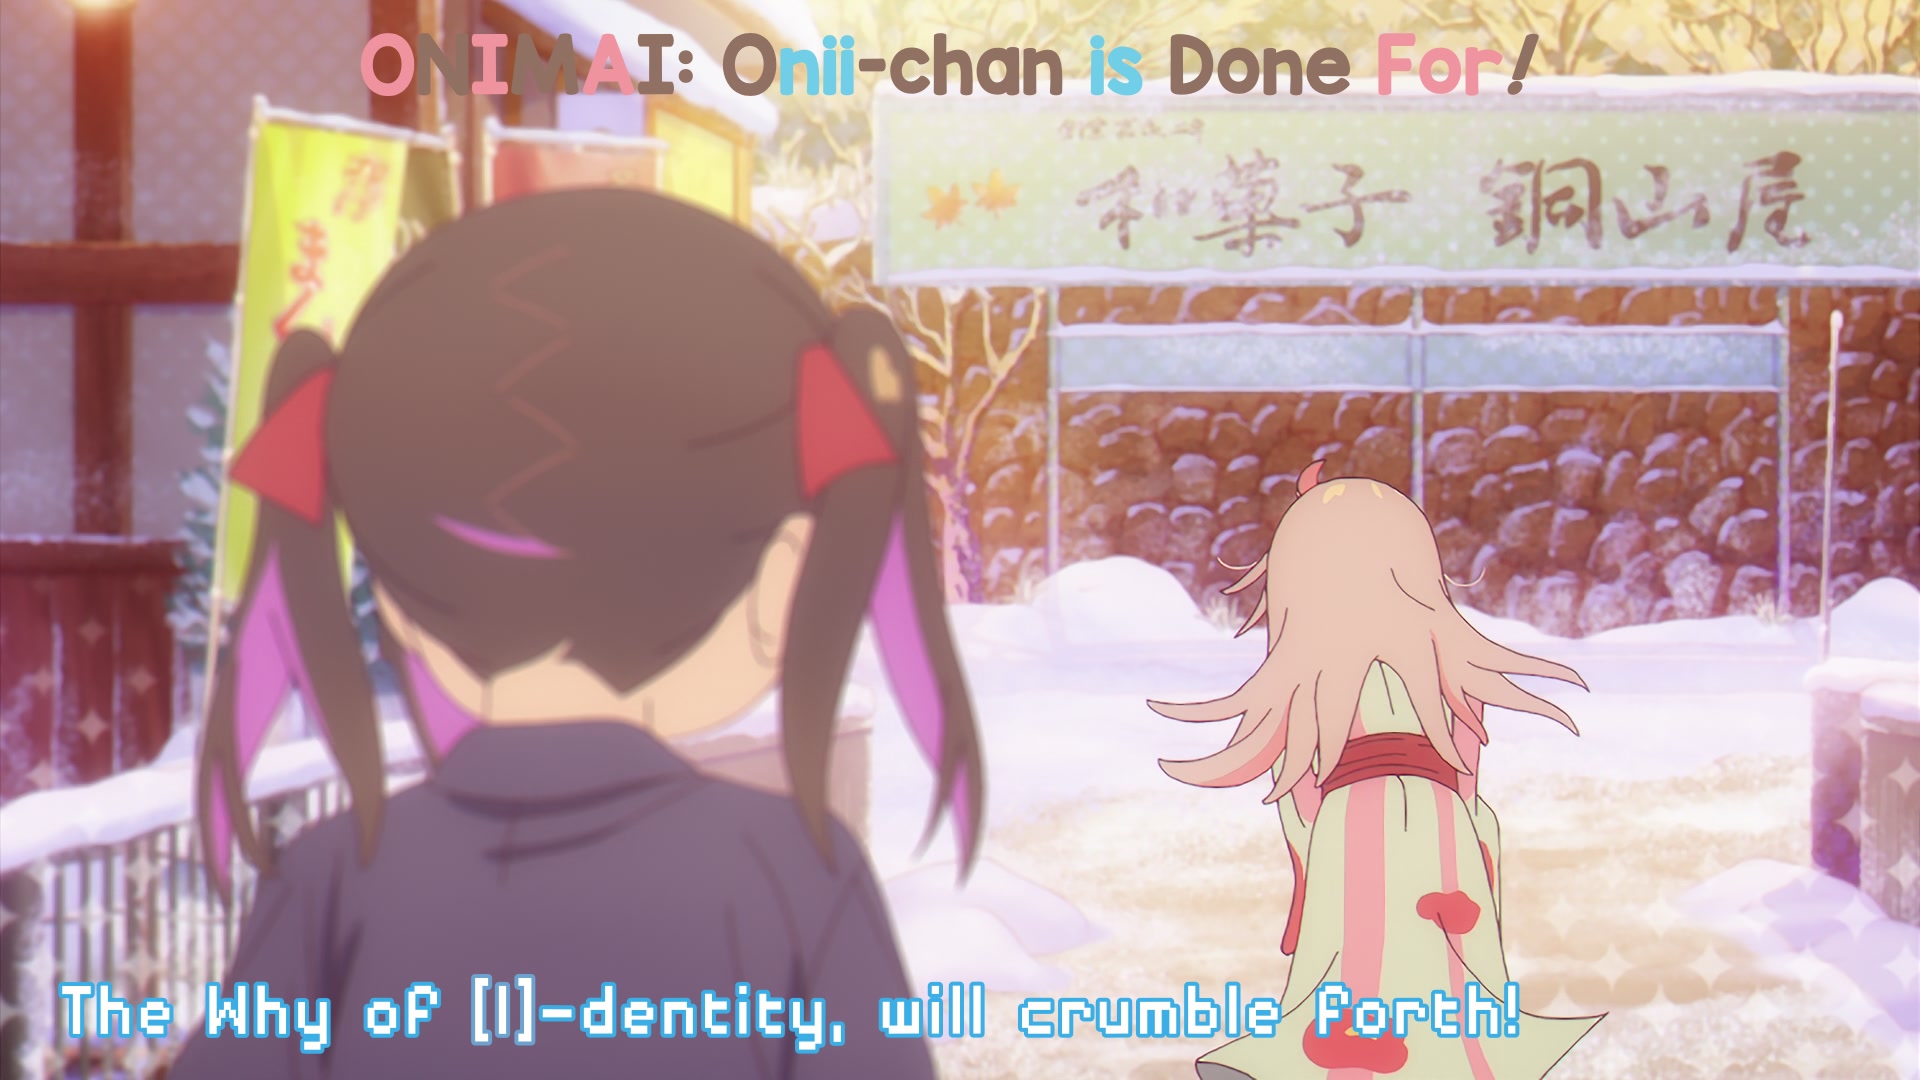 ONIMAI: Onii-chan is Done For!
和菓子 銅山屋
The Why of [I]-dentity, will crumble forth!